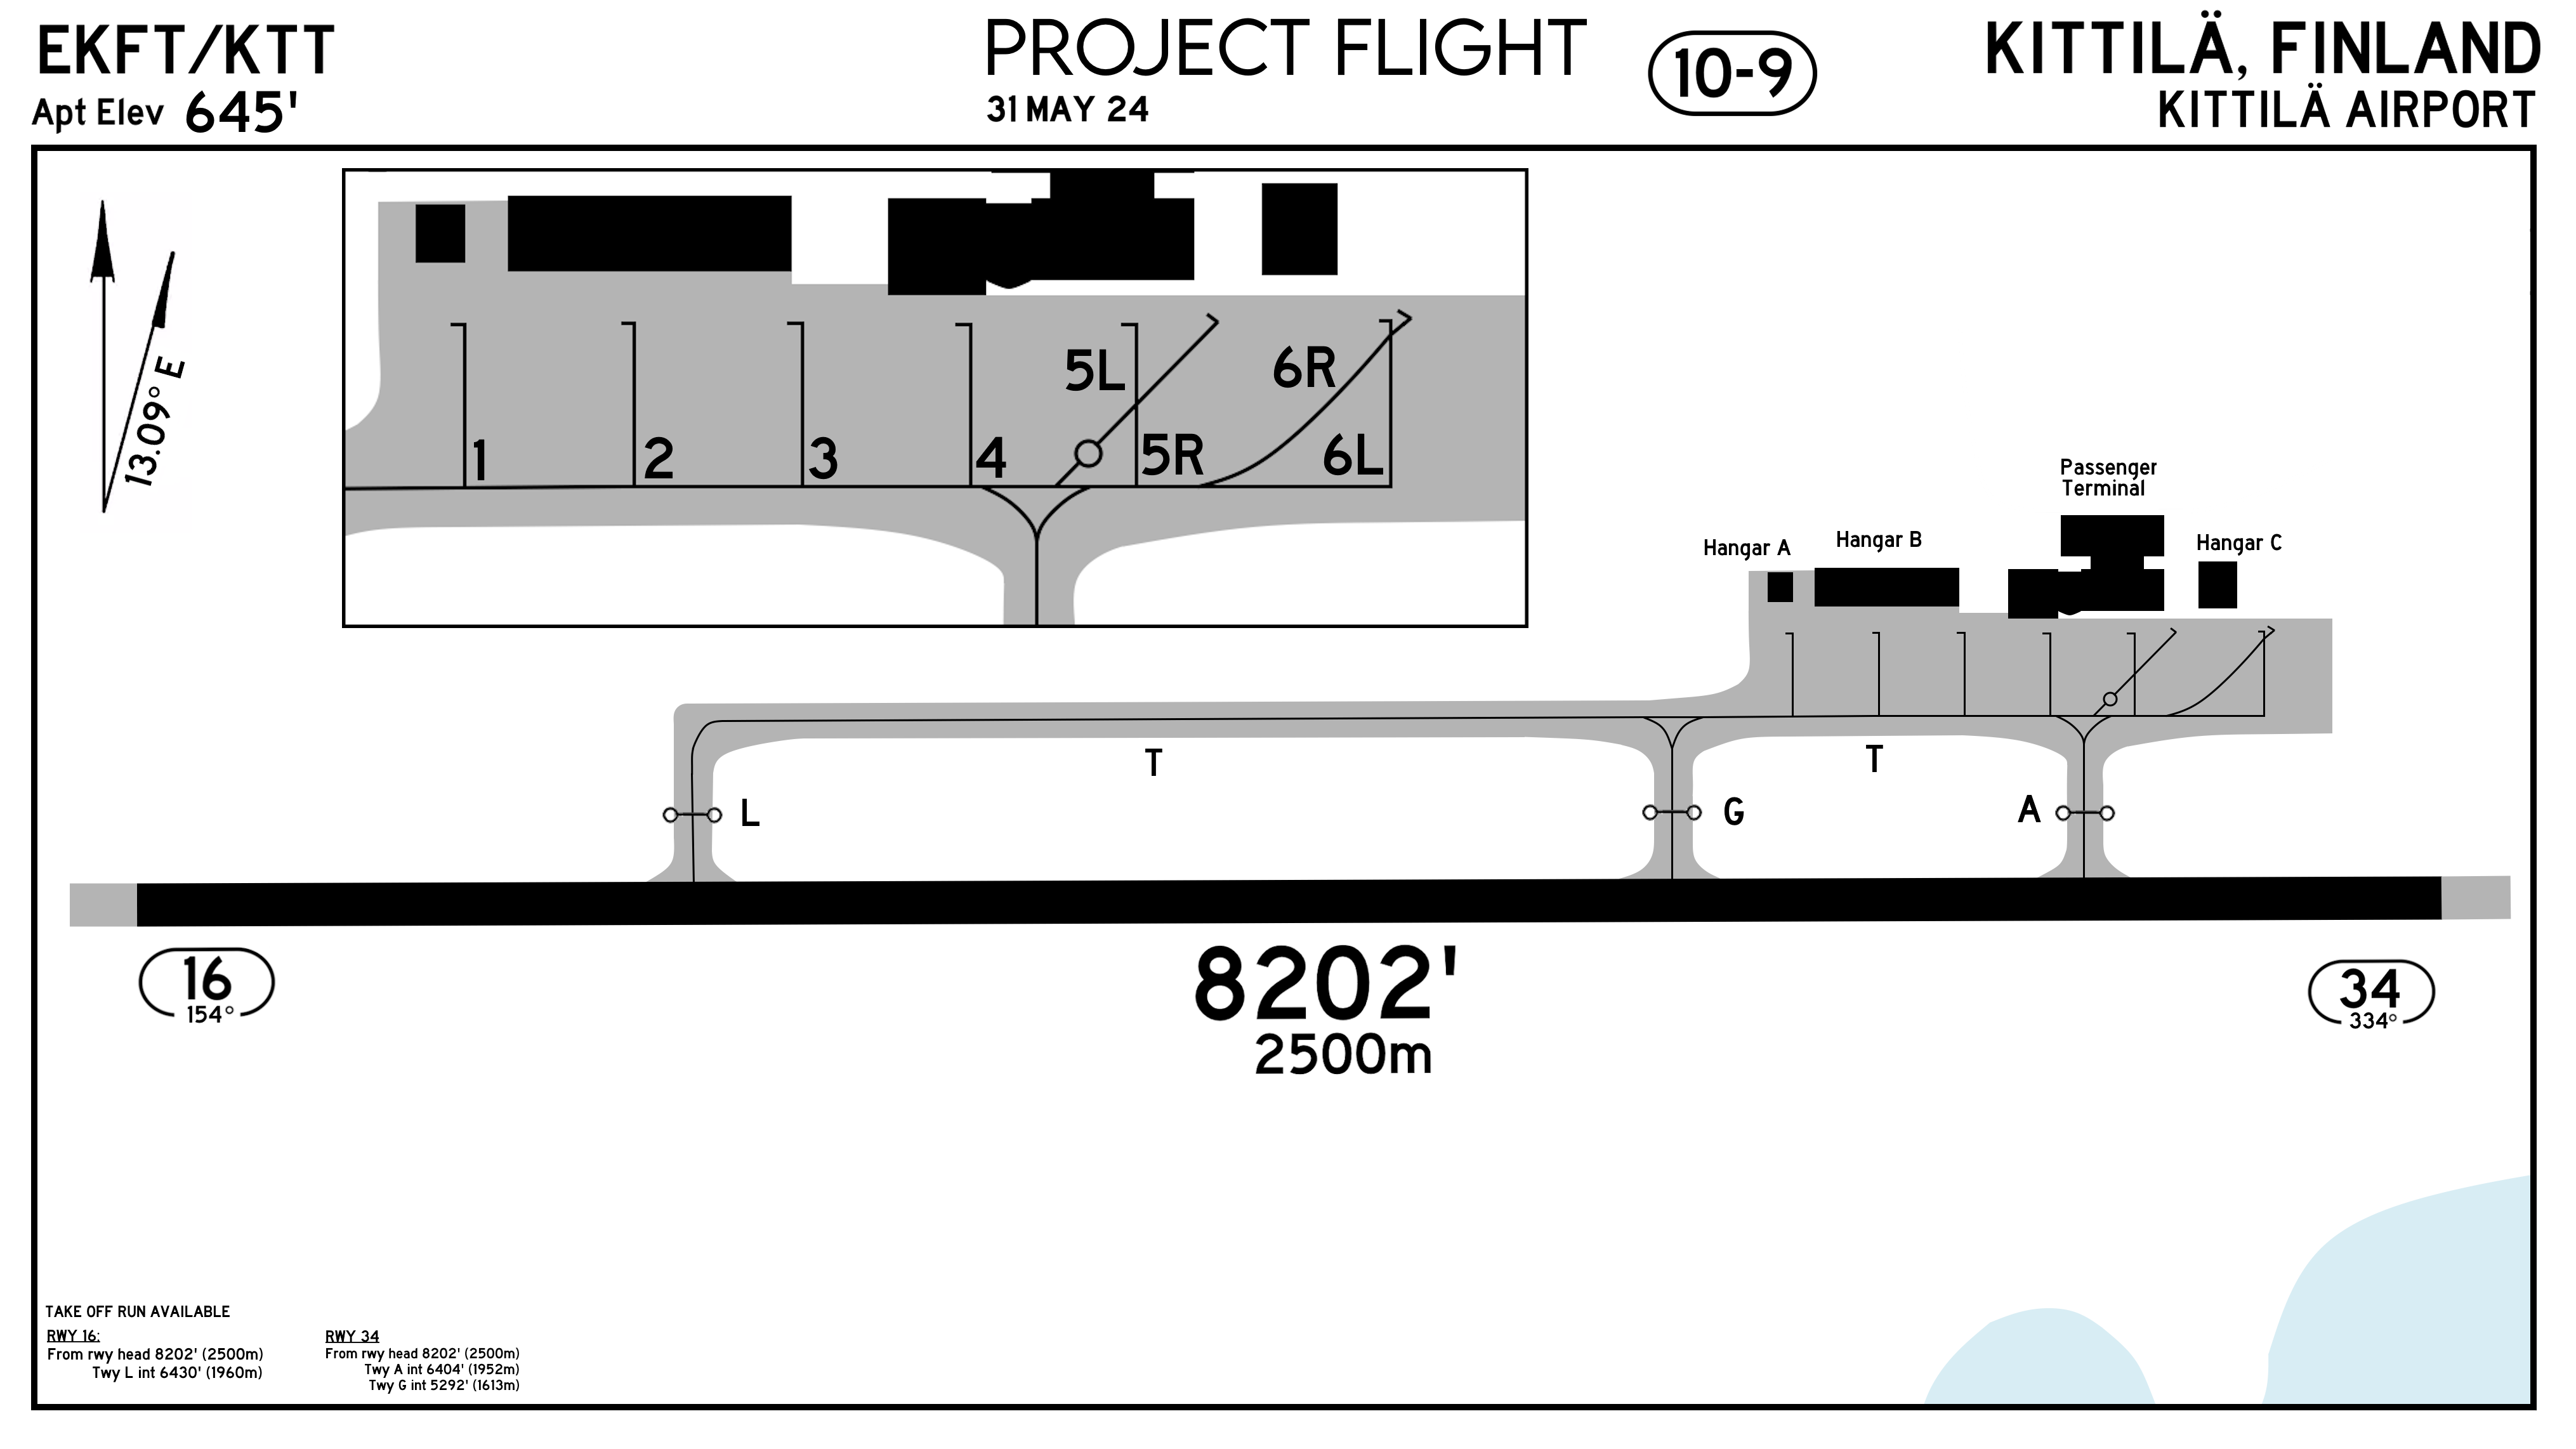 EKFT/KTT
Apt Elev 645'
PROJECT FLIGHT
31 MAY 24
10-9
KITTILÄ, FINLAND
KITTILÄ AIRPORT
13.09° E
5L
6R
1
2
3
4
5R
6L
Passenger
Terminal
Hangar A
Hangar B
Hangar C
T
T
L
G
A
16
154°
8202'
2500m
34
334°
TAKE OFF RUN AVAILABLE
RWY 16:
From rwy head 8202' (2500m)
Twy L int 6430' (1960m)
RWY 34
From rwy head 8202' (2500m)
Twy A int 6404' (1952m)
Twy G int 5292' (1613m)